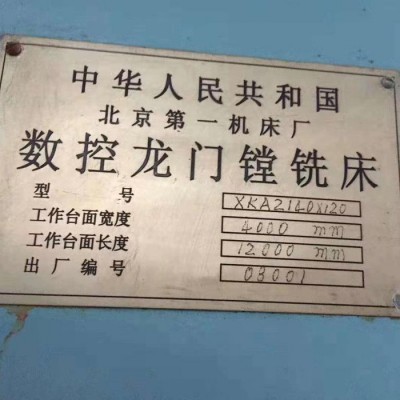 中华人民共和国
北京第一机床厂
数控龙门镗铣床
型 号 XKA2140X120
工作台面宽度 4000 mm
工作台面长度 12000 mm
出厂编号 03001